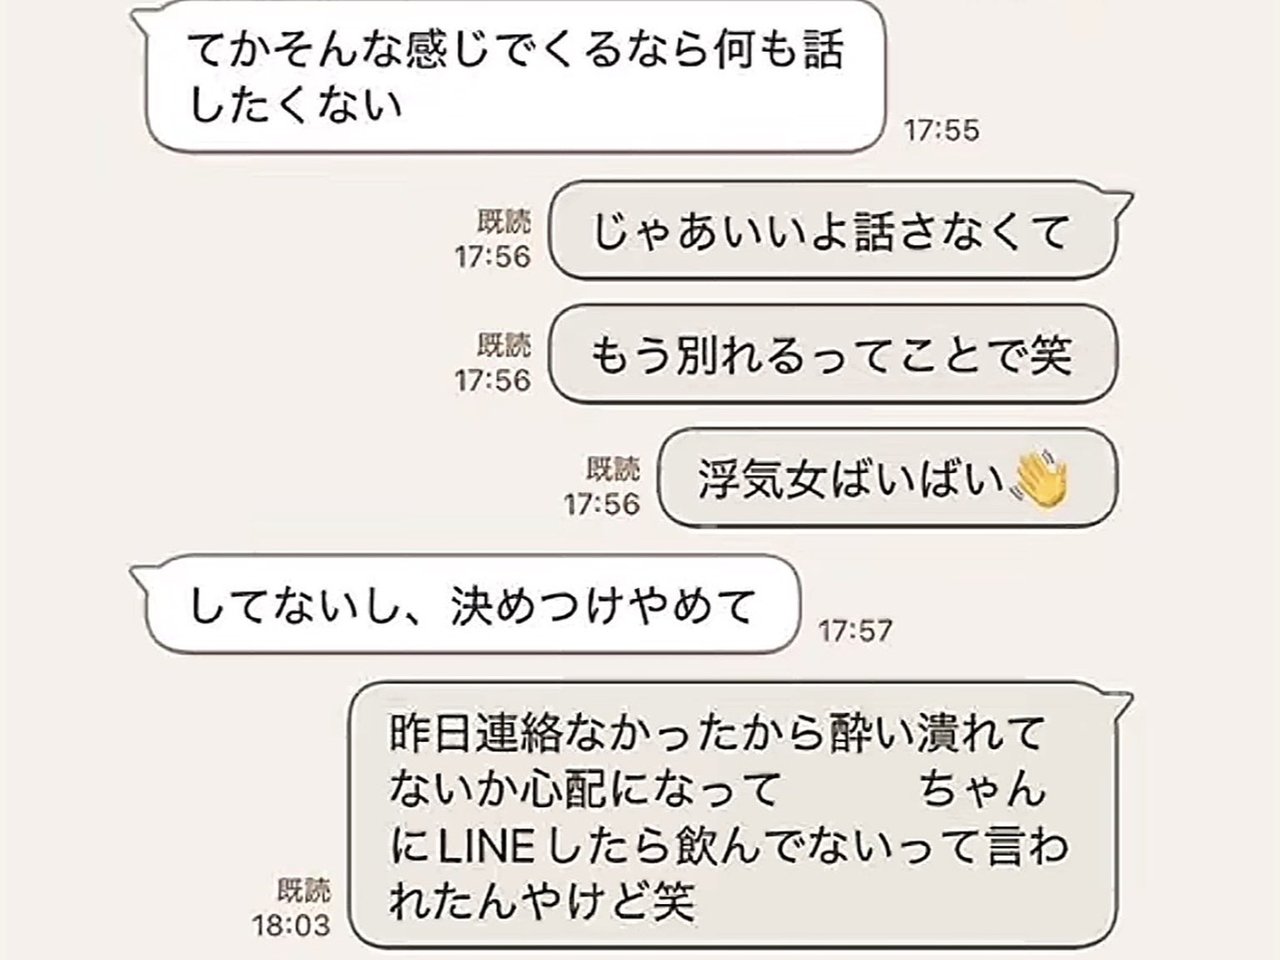 てかそんな感じでくるなら何も話
したくない
17:55
じゃあいいよ話さなくて
既読
17:56
もう別れるってことで笑
既読
17:56
浮気女ばいばい👋
既読
17:56
してないし、決めつけやめて
17:57
昨日連絡なかったから酔い潰れて
ないか心配になって ちゃん
にLINEしたら飲んでないって言わ
れたんやけど笑
既読
18:03